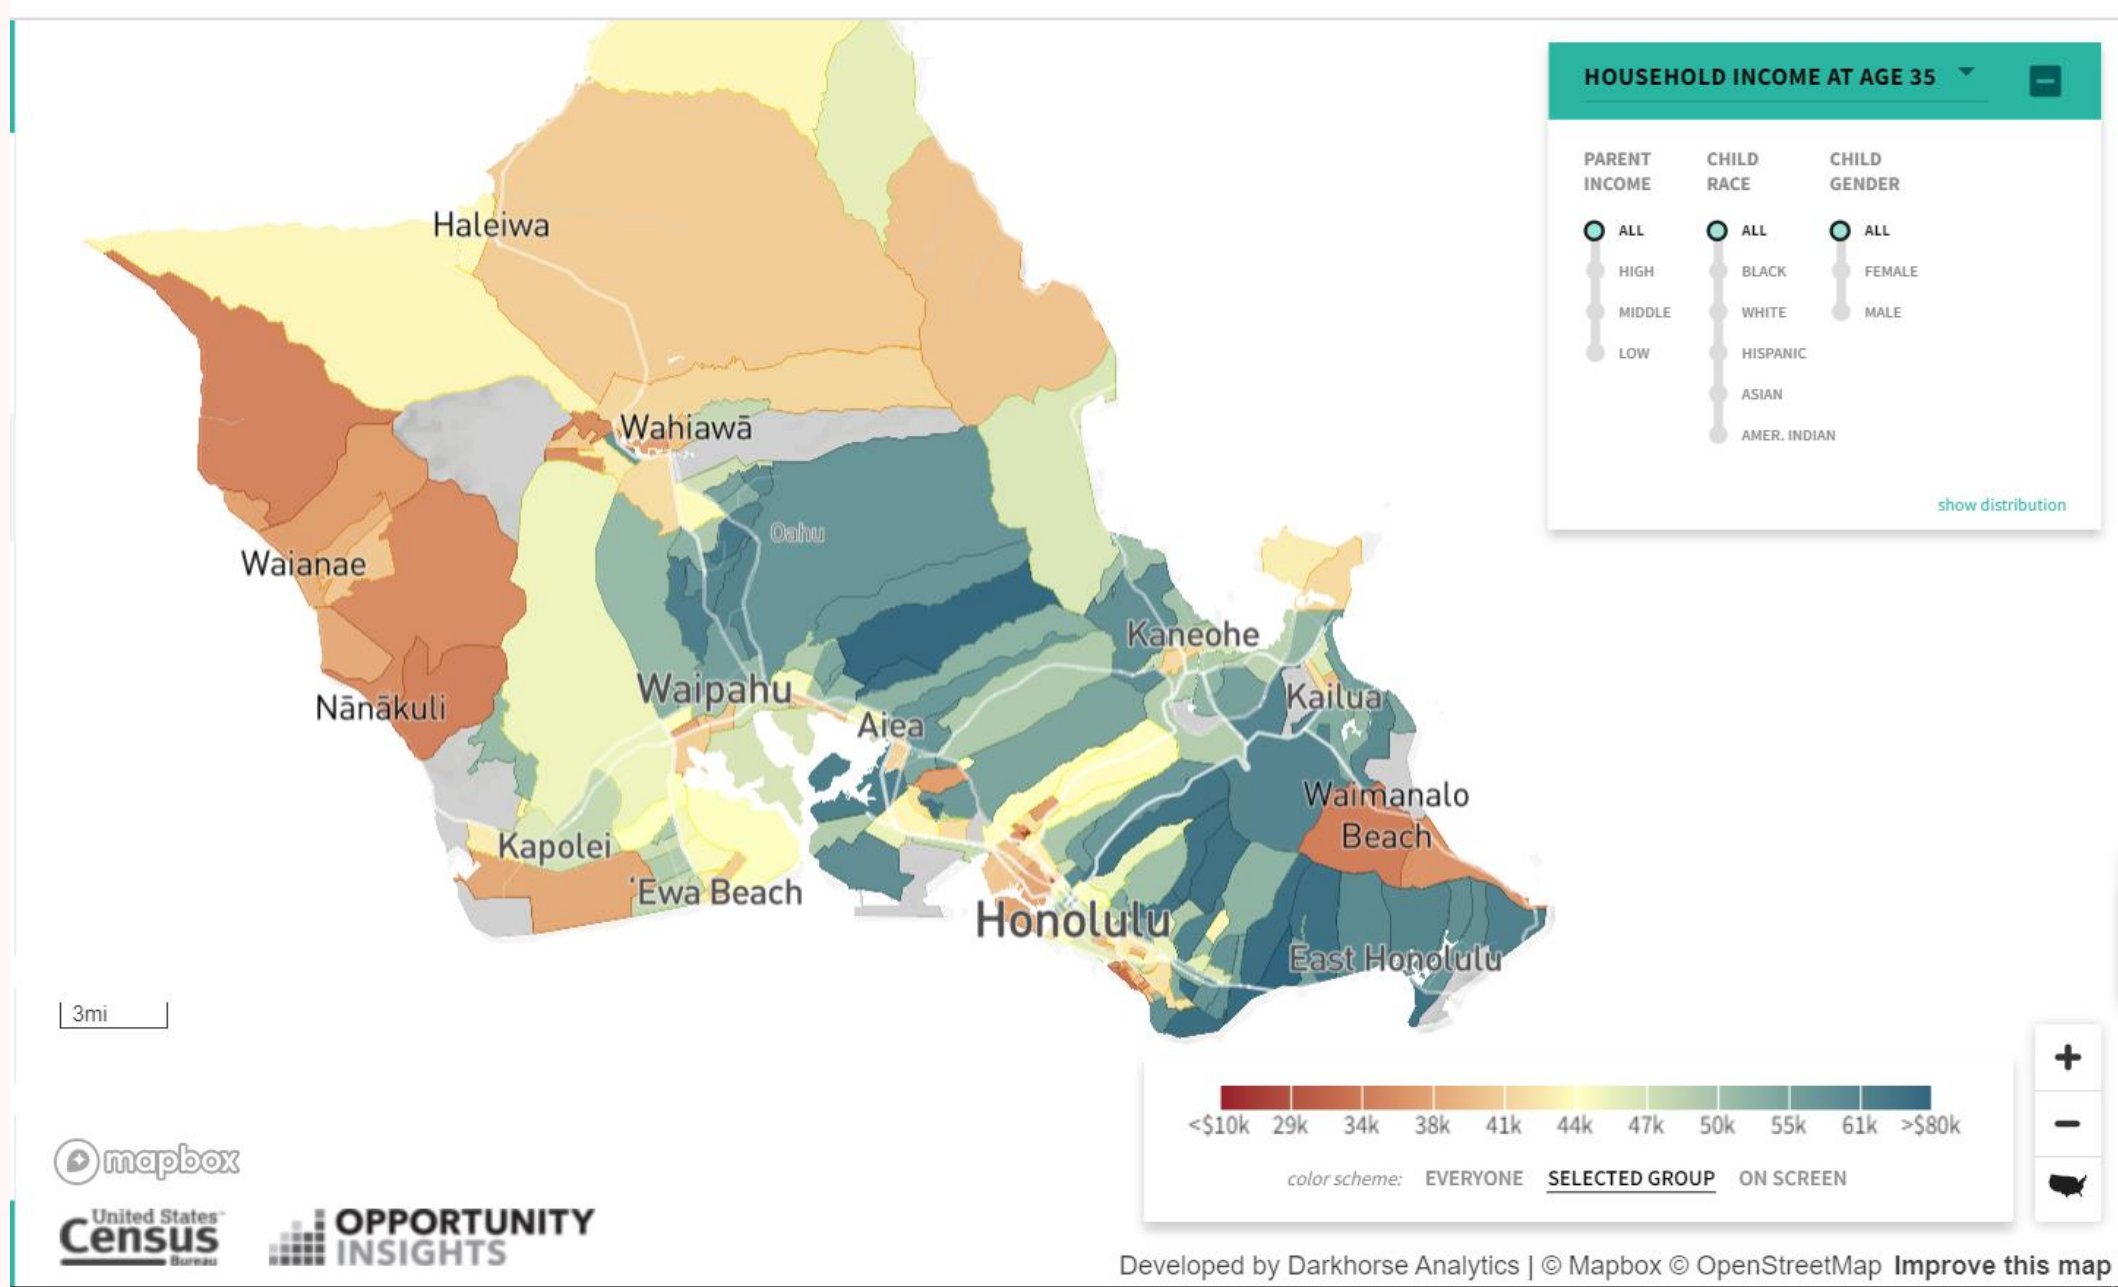 HOUSEHOLD INCOME AT AGE 35
PARENT INCOME
ALL
HIGH
MIDDLE
LOW
CHILD RACE
ALL
BLACK
WHITE
HISPANIC
ASIAN
AMER. INDIAN
CHILD GENDER
ALL
FEMALE
MALE
show distribution
Haleiwa
Wahiawā
Oahu
Waianae
Kaneohe
Waipahu
Kailua
Nānākuli
Aiea
Waimanalo
Beach
Kapolei
'Ewa Beach
Honolulu
East Honolulu
3mi
<$10k 29k 34k 38k 41k 44k 47k 50k 55k 61k >$80k
color scheme: EVERYONE SELECTED GROUP ON SCREEN
+
−
mapbox
United States™
Census
Bureau
OPPORTUNITY
INSIGHTS
Developed by Darkhorse Analytics | © Mapbox © OpenStreetMap Improve this map